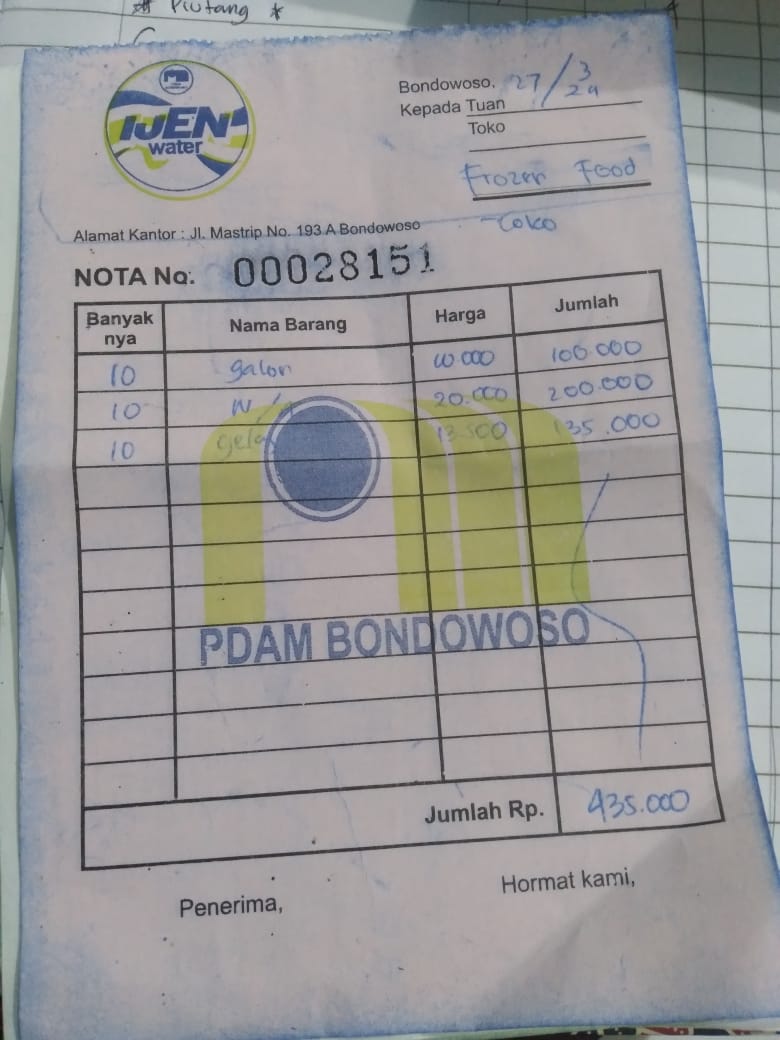 * Piutang *
IJEN
water
Bondowoso, 27/3
24
Kepada Tuan
Toko
Frozen Food
Alamat Kantor : Jl. Mastrip No. 193 A Bondowoso
- Coko
NOTA No: 00028151
Banyak nya Nama Barang Harga Jumlah
10 galon 10.000 100.000
10 20.000 200.000
10 gelas 13.500 135.000
PDAM BONDOWOSO
Jumlah Rp. 435.000
Penerima, Hormat kami,